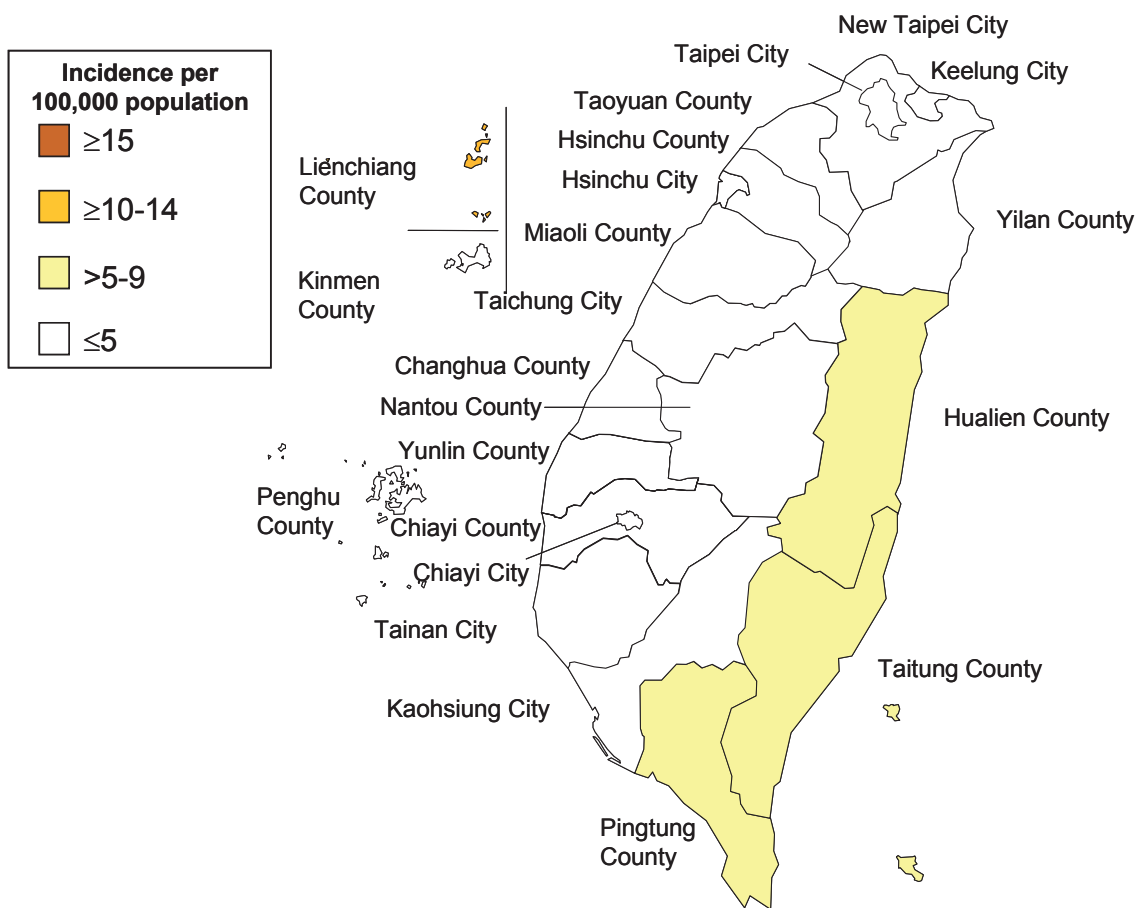 Incidence per
100,000 population
≥15
≥10-14
>5-9
≤5
New Taipei City
Taipei City
Keelung City
Taoyuan County
Hsinchu County
Hsinchu City
Lienchiang
County
Miaoli County
Yilan County
Kinmen
County
Taichung City
Changhua County
Nantou County
Hualien County
Yunlin County
Penghu
County
Chiayi County
Chiayi City
Tainan City
Taitung County
Kaohsiung City
Pingtung
County